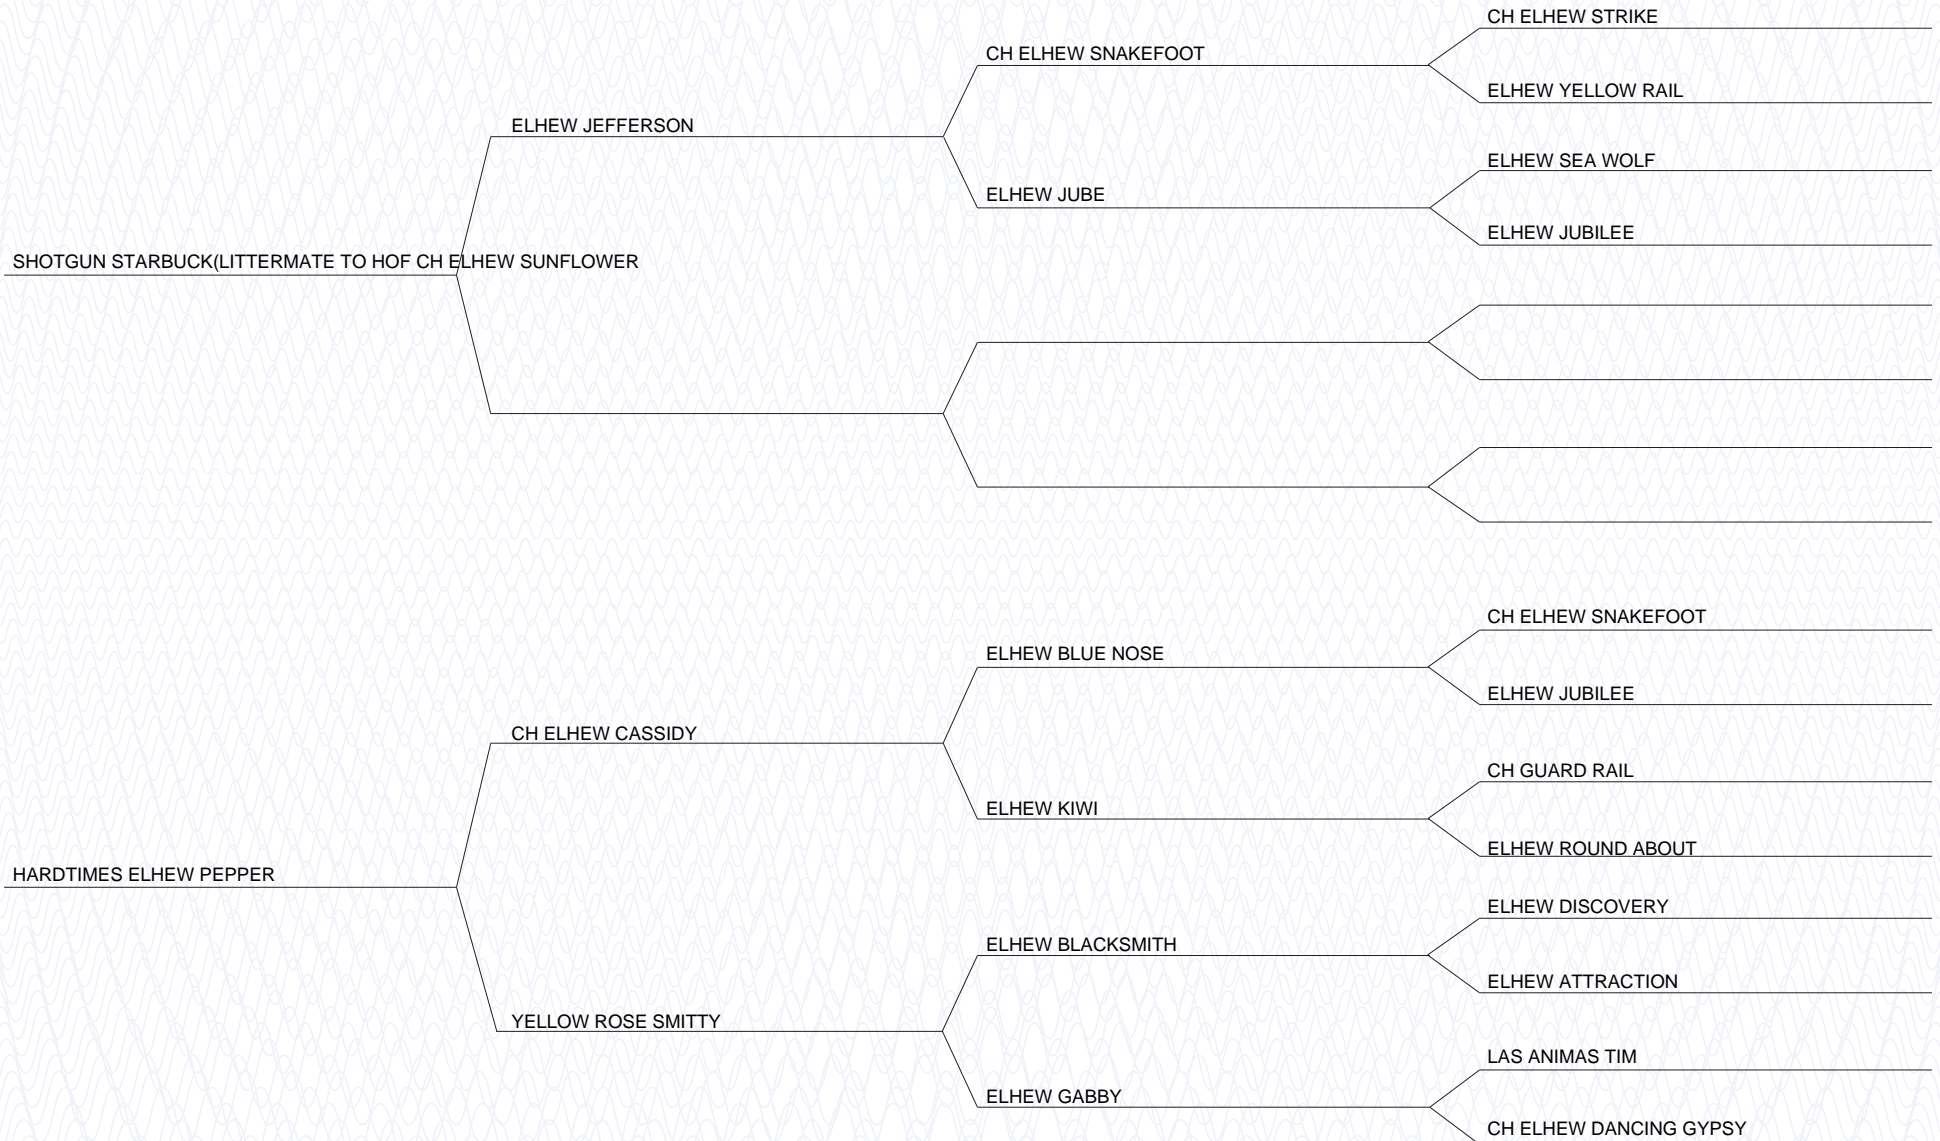 CH ELHEW STRIKE
CH ELHEW SNAKEFOOT
ELHEW YELLOW RAIL
ELHEW JEFFERSON
ELHEW SEA WOLF
ELHEW JUBE
ELHEW JUBILEE
SHOTGUN STARBUCK(LITTERMATE TO HOF CH ELHEW SUNFLOWER
CH ELHEW SNAKEFOOT
ELHEW BLUE NOSE
ELHEW JUBILEE
CH ELHEW CASSIDY
CH GUARD RAIL
ELHEW KIWI
ELHEW ROUND ABOUT
HARDTIMES ELHEW PEPPER
ELHEW DISCOVERY
ELHEW BLACKSMITH
ELHEW ATTRACTION
YELLOW ROSE SMITTY
LAS ANIMAS TIM
ELHEW GABBY
CH ELHEW DANCING GYPSY